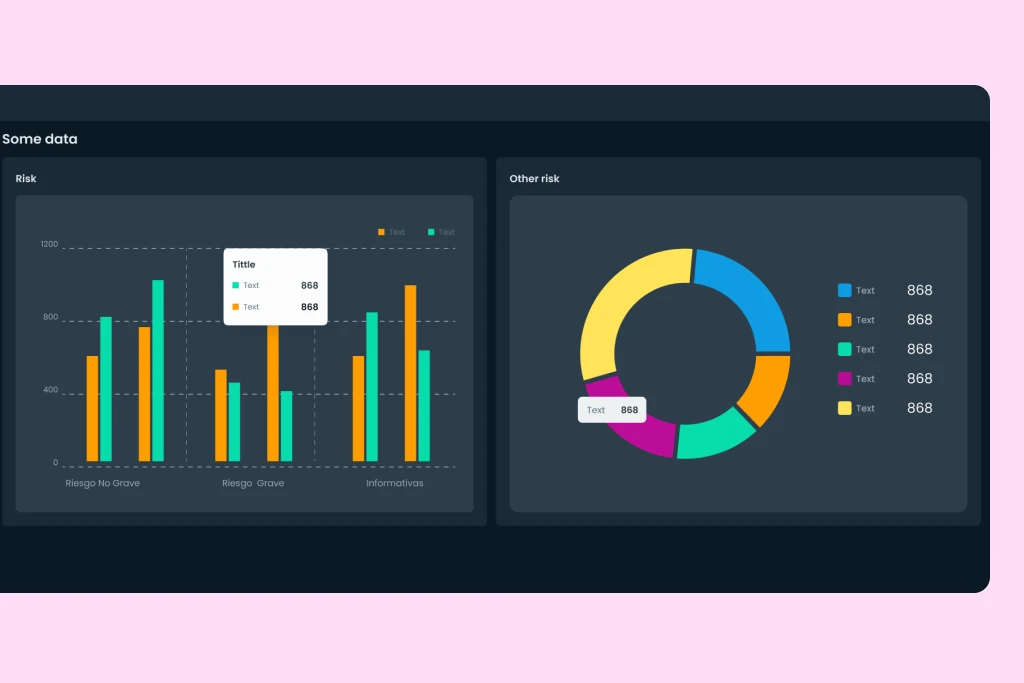 Some data
Risk
Text Text
1200
800
400
0
Tittle
Text 868
Text 868
Riesgo No Grave
Riesgo Grave
Informativas
Other risk
Text 868
Text 868
Text 868
Text 868
Text 868
Text 868